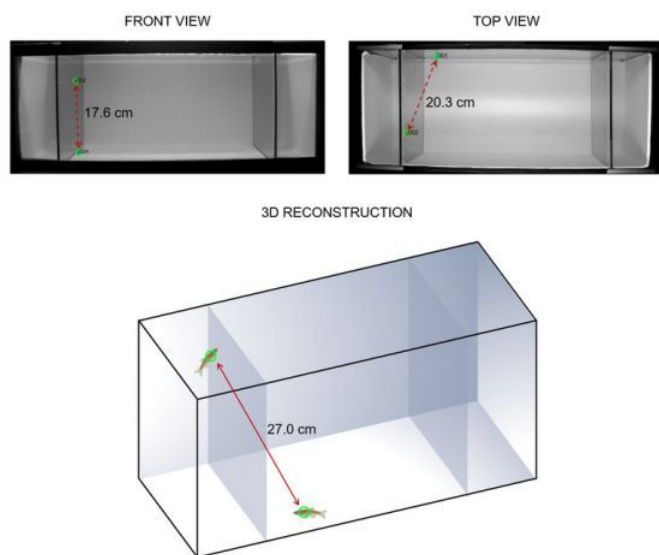 FRONT VIEW
TOP VIEW
17.6 cm
20.3 cm
3D RECONSTRUCTION
27.0 cm